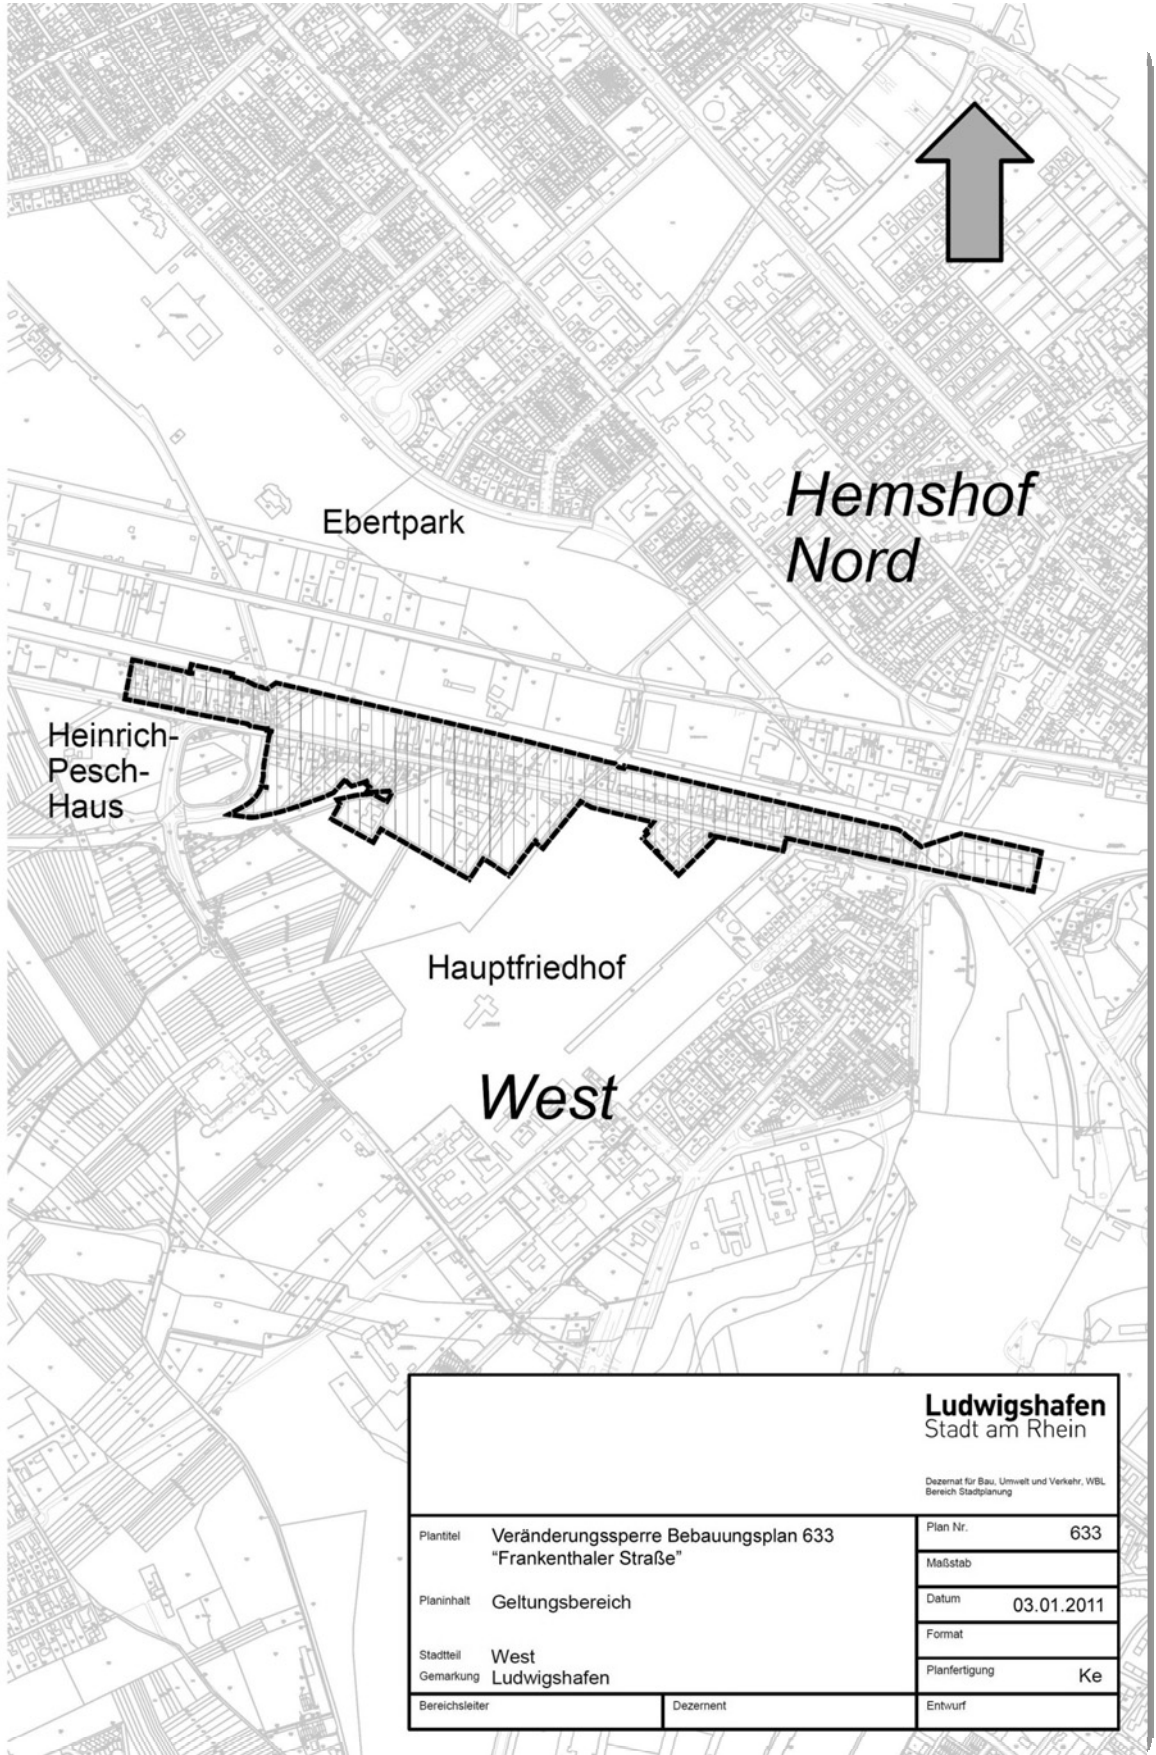 Hemshof
Nord
Ebertpark
Heinrich-
Pesch-
Haus
Hauptfriedhof
West
Ludwigshafen
Stadt am Rhein
Dezernat für Bau, Umwelt und Verkehr, WBL
Bereich Stadtplanung
Plantitel Veränderungssperre Bebauungsplan 633
"Frankenthaler Straße"
Planinhalt Geltungsbereich
Stadtteil West
Gemarkung Ludwigshafen
Bereichsleiter
Dezernent
Plan Nr. 633
Maßstab
Datum 03.01.2011
Format
Planfertigung Ke
Entwurf